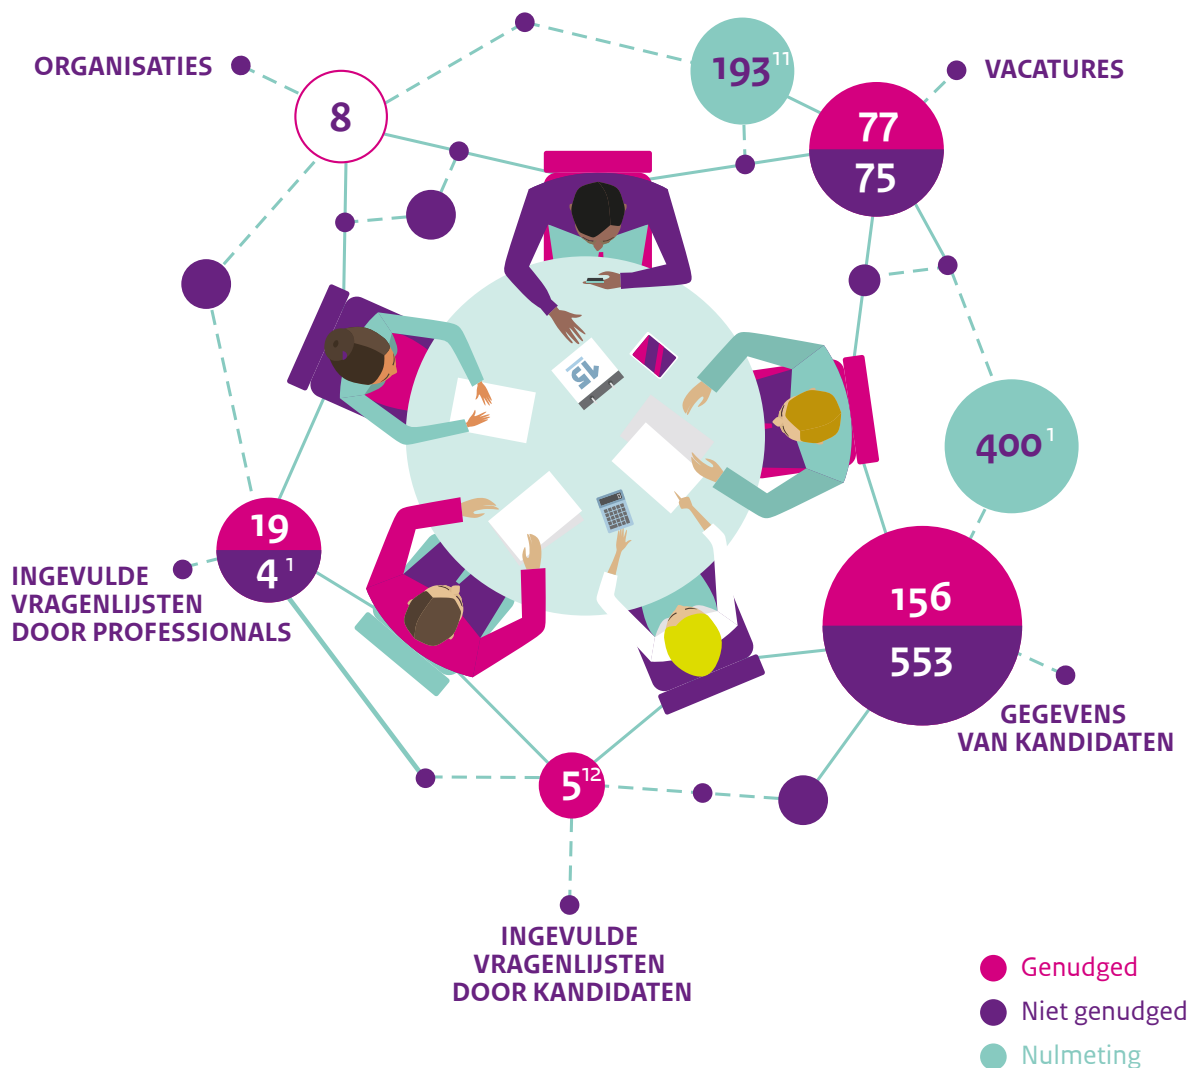 ORGANISATIES
8
193 11
VACATURES
77
75
15
400 1
19
4 1
INGEVULDE
VRAGENLIJSTEN
DOOR PROFESSIONALS
156
553
GEGEVENS
VAN KANDIDATEN
5 12
INGEVULDE
VRAGENLIJSTEN
DOOR KANDIDATEN
Genudged
Niet genudged
Nulmeting